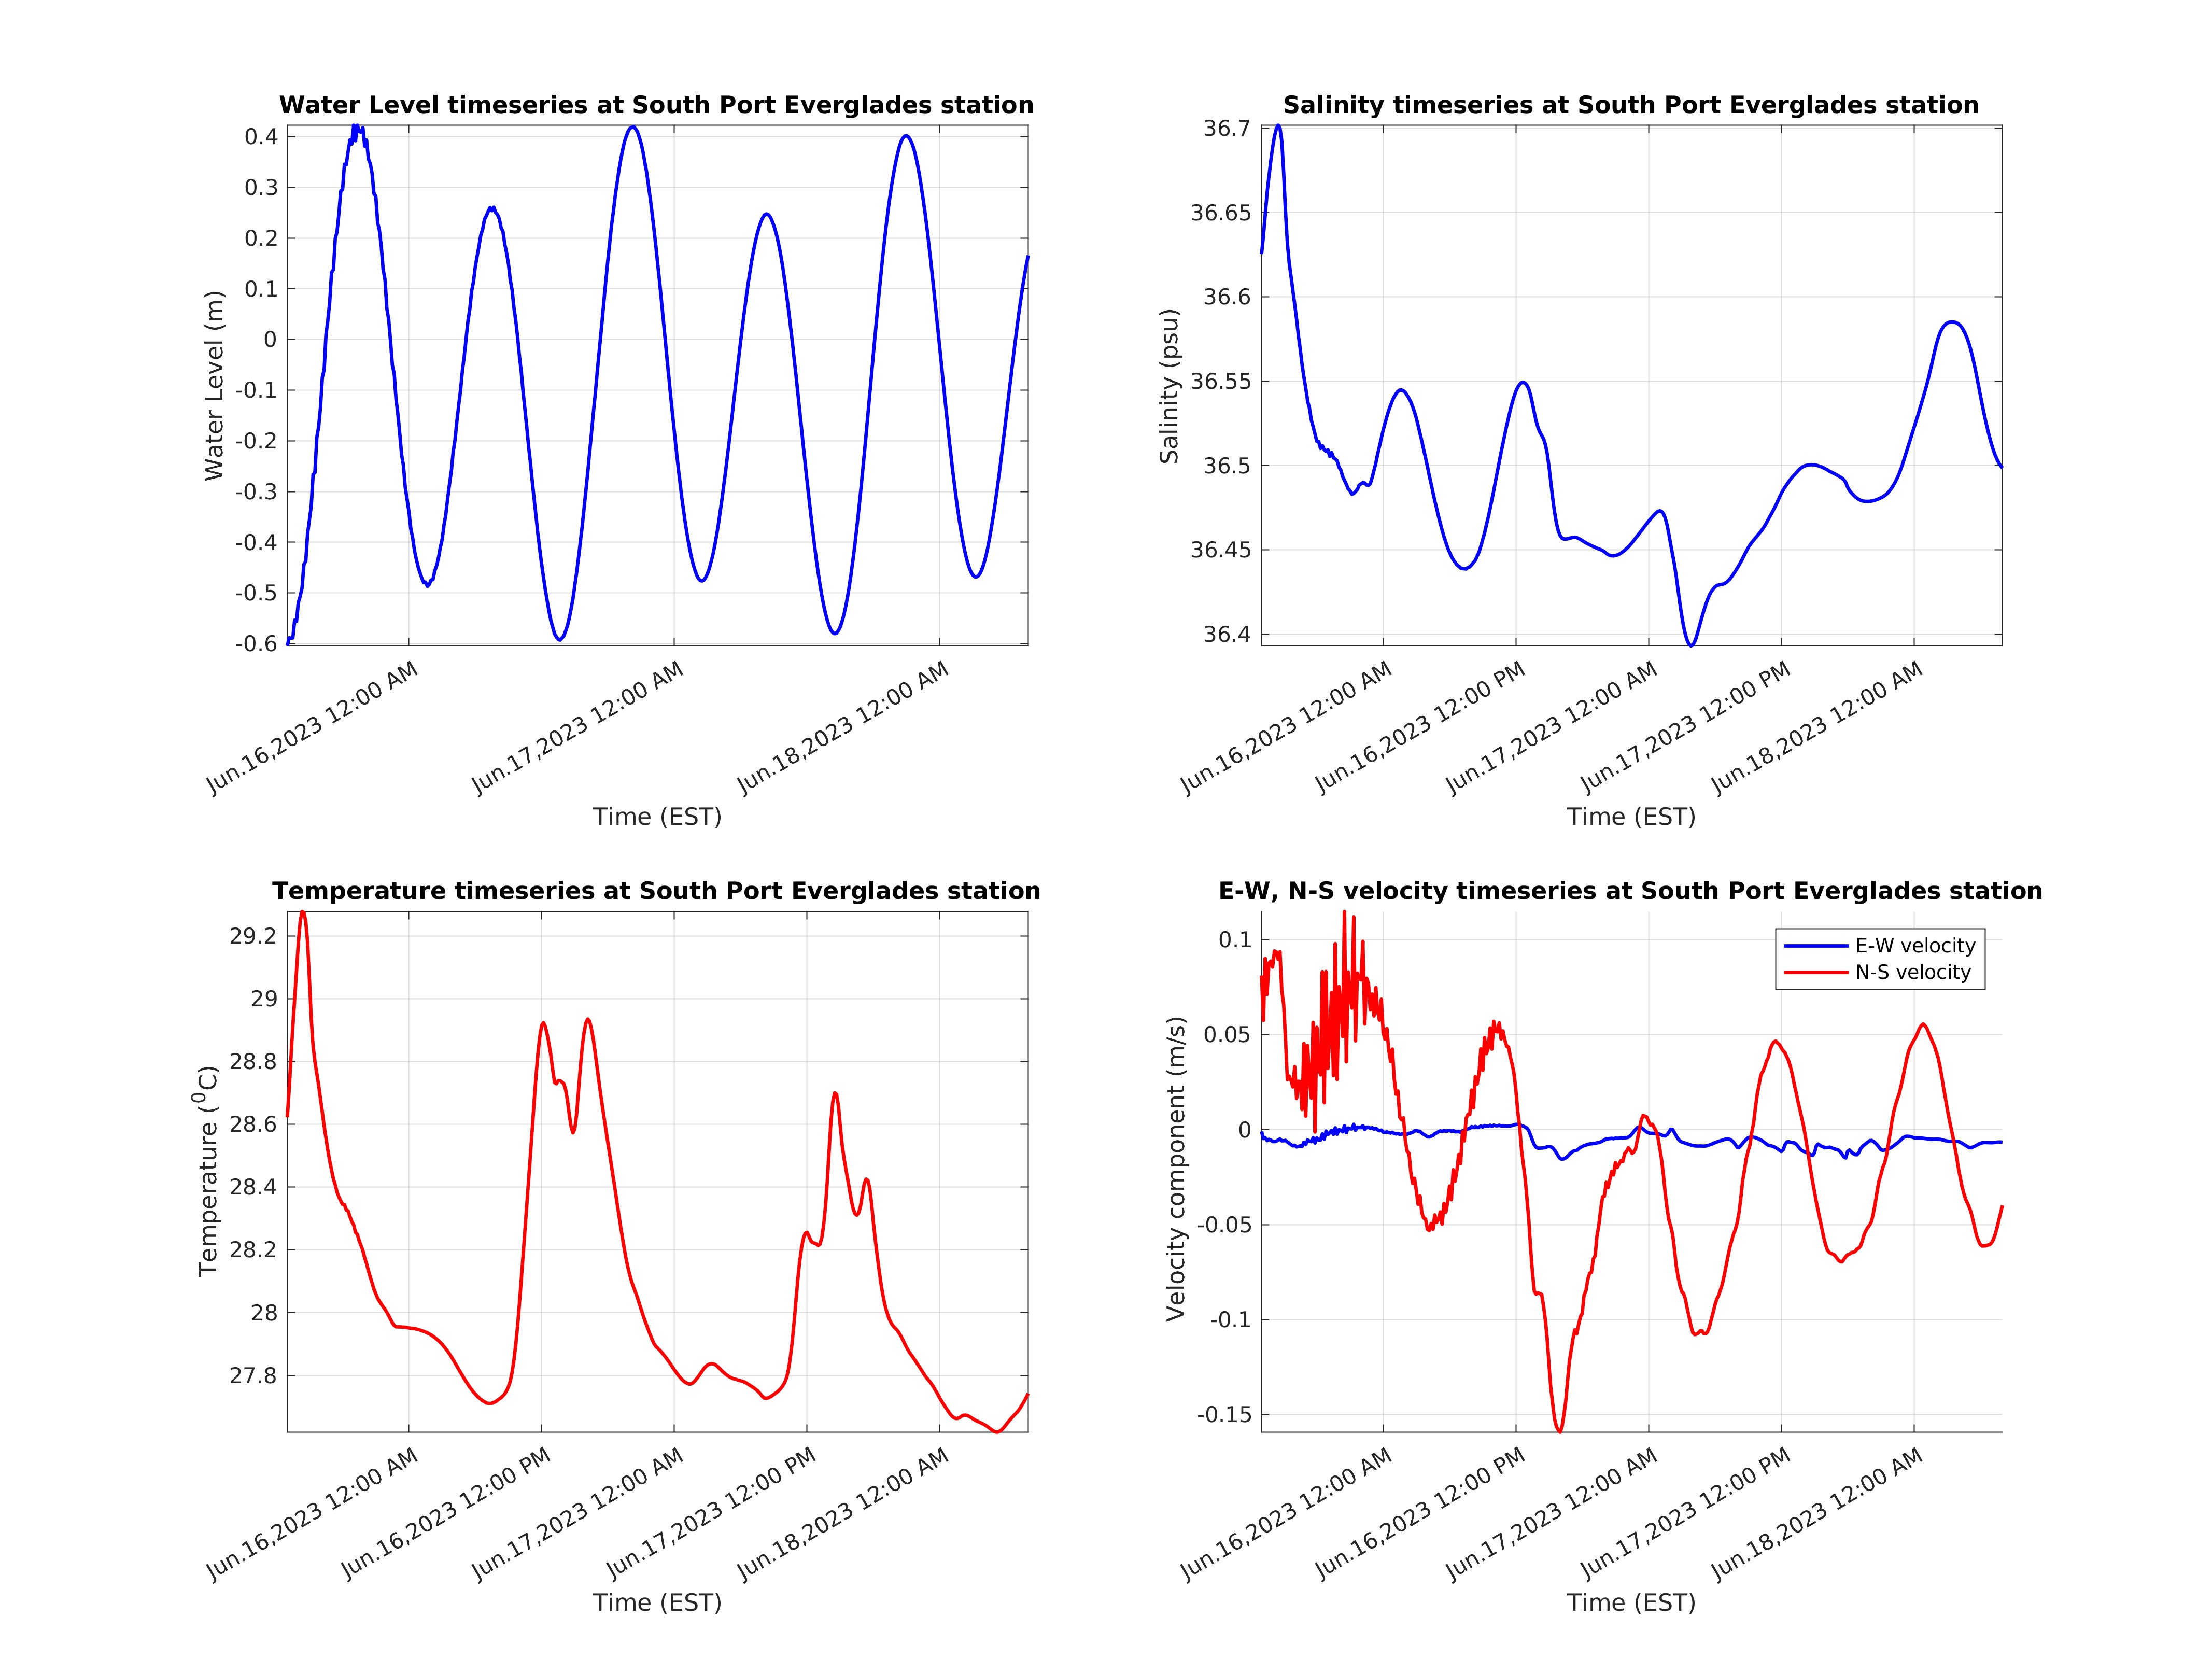 Water Level timeseries at South Port Everglades station
Water Level (m)
0.4
0.3
0.2
0.1
0
-0.1
-0.2
-0.3
-0.4
-0.5
-0.6
Jun.16,2023 12:00 AM
Jun.17,2023 12:00 AM
Jun.18,2023 12:00 AM
Time (EST)
Salinity timeseries at South Port Everglades station
Salinity (psu)
36.7
36.65
36.6
36.55
36.5
36.45
36.4
Jun.16,2023 12:00 AM
Jun.16,2023 12:00 PM
Jun.17,2023 12:00 AM
Jun.17,2023 12:00 PM
Jun.18,2023 12:00 AM
Time (EST)
Temperature timeseries at South Port Everglades station
Temperature (⁰C)
29.2
29
28.8
28.6
28.4
28.2
28
27.8
Jun.16,2023 12:00 AM
Jun.16,2023 12:00 PM
Jun.17,2023 12:00 AM
Jun.17,2023 12:00 PM
Jun.18,2023 12:00 AM
Time (EST)
E-W, N-S velocity timeseries at South Port Everglades station
Velocity component (m/s)
0.1
0.05
0
-0.05
-0.1
-0.15
E-W velocity
N-S velocity
Jun.16,2023 12:00 AM
Jun.16,2023 12:00 PM
Jun.17,2023 12:00 AM
Jun.17,2023 12:00 PM
Jun.18,2023 12:00 AM
Time (EST)